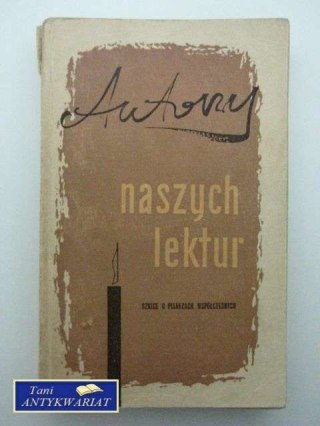 Autorzy
naszych
lektur
SZKICE O PISARZACH WSPÓŁCZESNYCH
Tani
ANTYKWARIAT